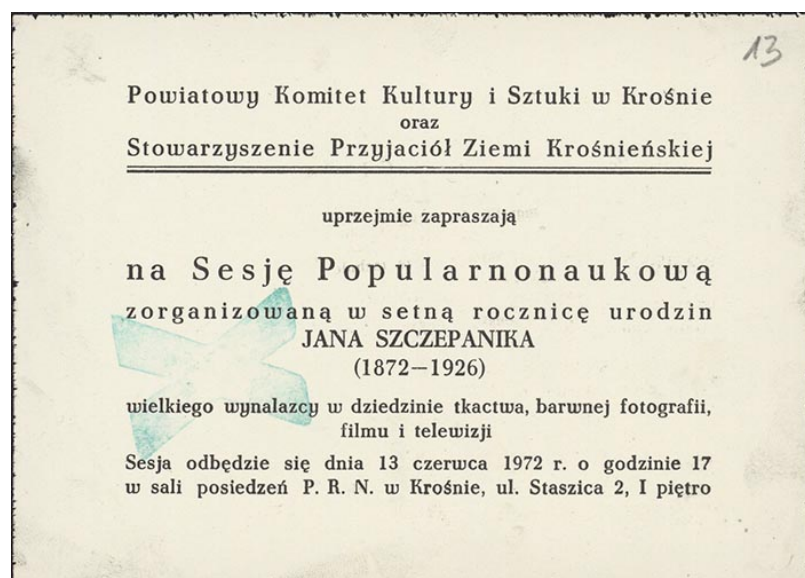 13
Powiatowy Komitet Kultury i Sztuki w Krośnie
oraz
Stowarzyszenie Przyjaciół Ziemi Krośnieńskiej
uprzejmie zapraszają
na Sesję Popularnonaukową
zorganizowaną w setną rocznicę urodzin
JANA SZCZEPANIKA
(1872—1926)
wielkiego wynalazcy w dziedzinie tkactwa, barwnej fotografii,
filmu i telewizji
Sesja odbędzie się dnia 13 czerwca 1972 r. o godzinie 17
w sali posiedzeń P. R. N. w Krośnie, ul. Staszica 2, I piętro